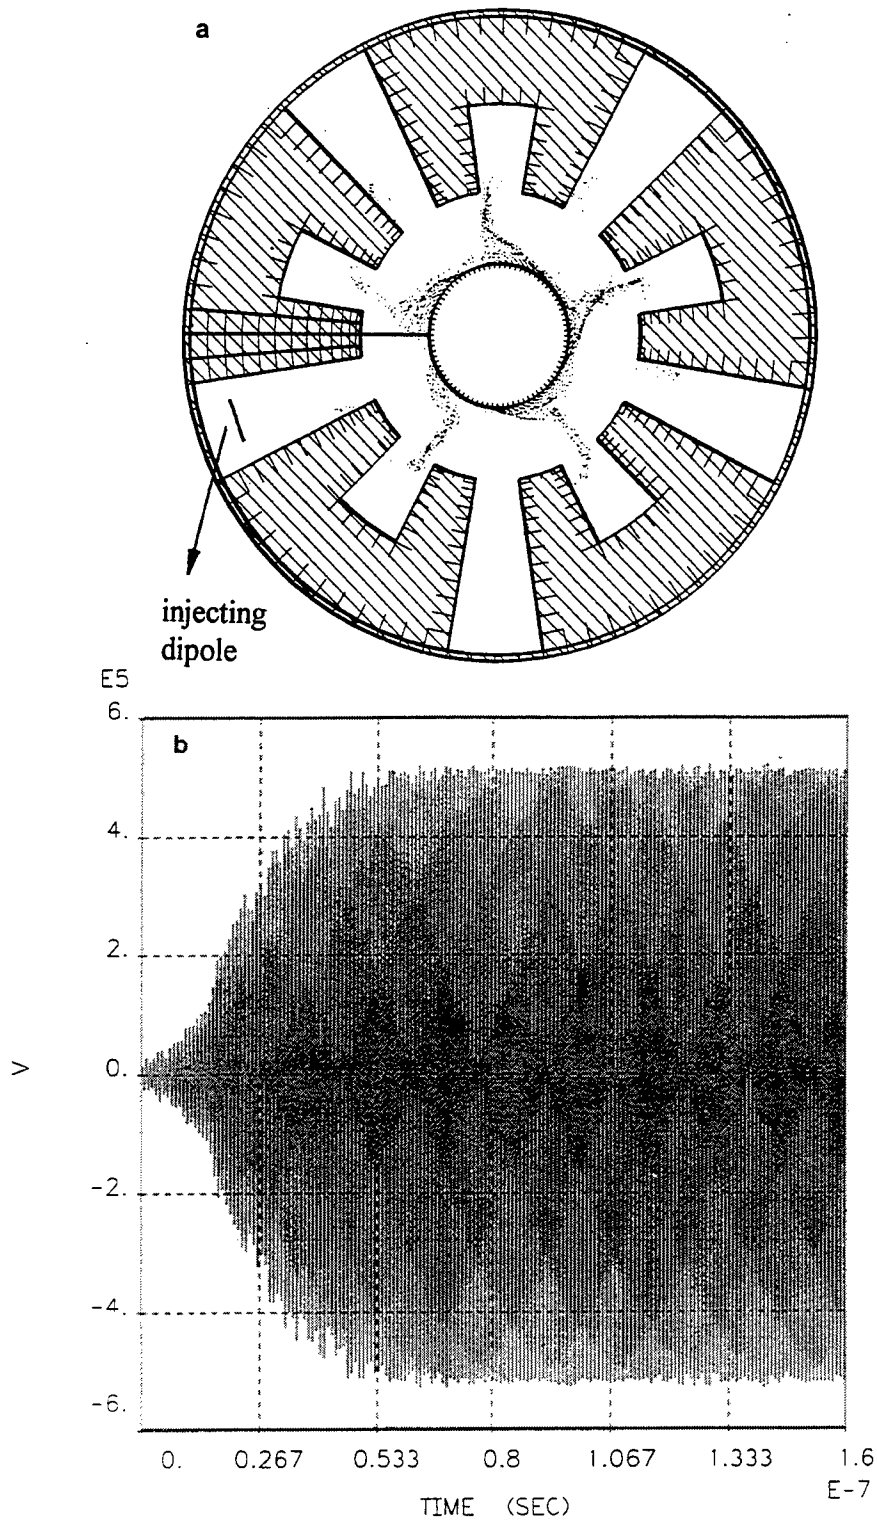 a
injecting
dipole
E5
6.
b
4.
2.
0.
V
-2.
-4.
-6.
0. 0.267 0.533 0.8 1.067 1.333 1.6
E-7
TIME (SEC)